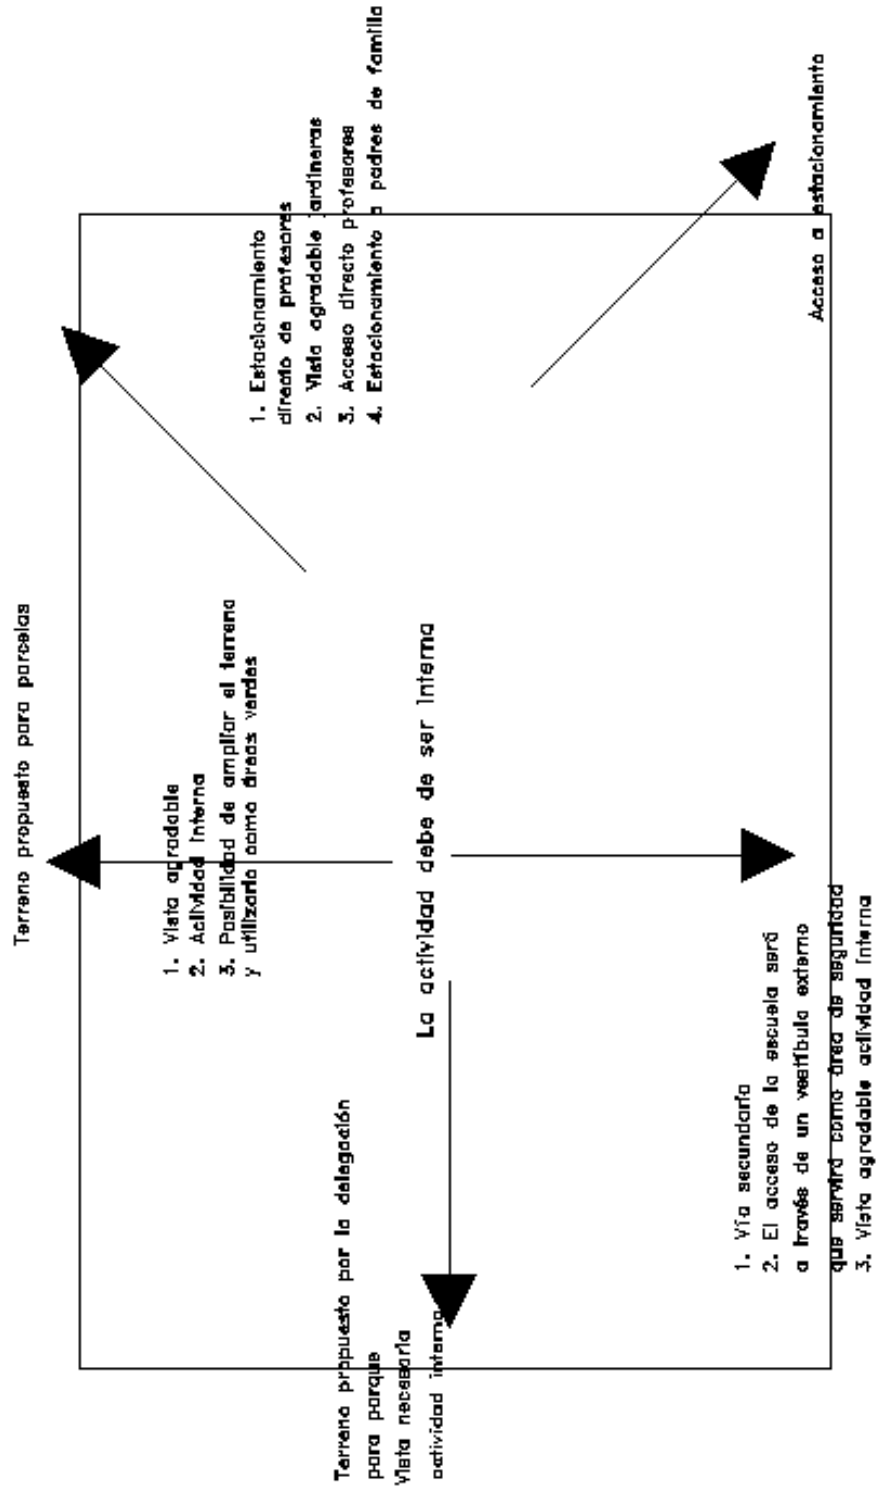 Terreno propuesto para parcelas
1. Vista agradable
2. Actividad interna
3. Posibilidad de ampliar el terreno
y utilizarlo como áreas verdes
1. Estacionamiento
directo de profesores
2. Vista agradable jardineras
3. Acceso directo profesores
4. Estacionamiento a padres de familia
Terreno propuesto por la delegación
para parque
Vista necesaria
actividad interna
La actividad debe de ser interna
1. Vía secundaria
2. El acceso de la escuela será
a través de un vestíbulo externo
que servirá como área de seguridad
3. Vista agradable actividad interna
Acceso a estacionamiento